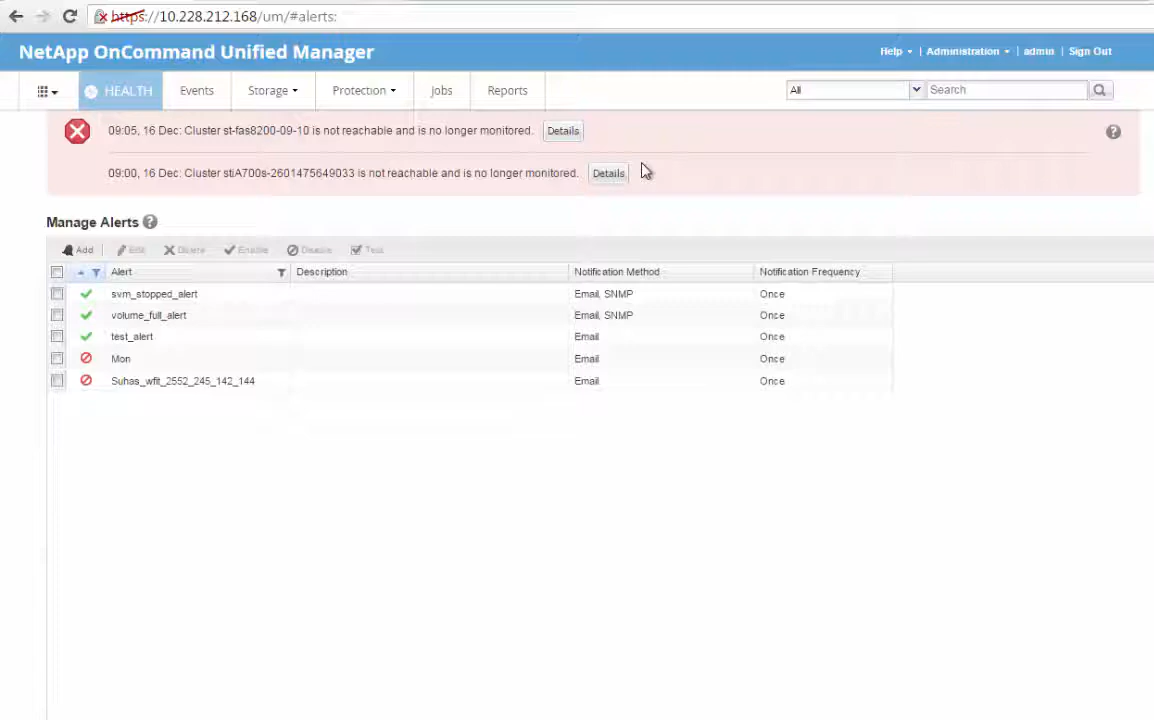 https://10.228.212.168/um/#alerts:
NetApp OnCommand Unified Manager
Help | Administration | admin | Sign Out
HEALTH Events Storage Protection Jobs Reports All Search
09:05, 16 Dec: Cluster st-fas8200-09-10 is not reachable and is no longer monitored. Details
09:00, 16 Dec: Cluster stiA700s-2601475649033 is not reachable and is no longer monitored. Details
Manage Alerts
Add | Edit Delete Enable Disable Test
Alert Description Notification Method Notification Frequency
svm_stopped_alert Email, SNMP Once
volume_full_alert Email, SNMP Once
test_alert Email Once
Mon Email Once
Suhas_wfit_2552_245_142_144 Email Once